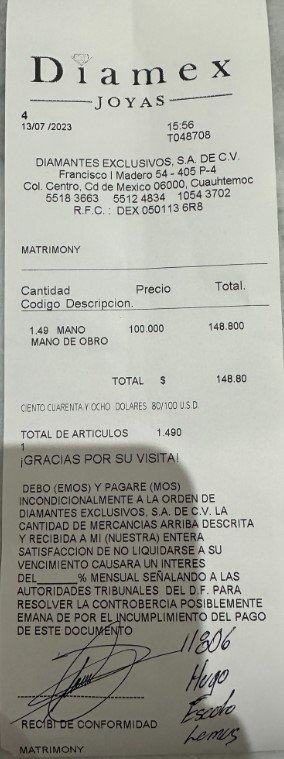 Diamex
JOYAS
4
13/07 /2023 15:56
T048708
DIAMANTES EXCLUSIVOS, S.A. DE C.V.
Francisco I Madero 54 - 405 P-4
Col. Centro, Cd de Mexico 06000, Cuauhtemoc
5518 3663 5512 4834 1054 3702
R.F.C. : DEX 050113 6R8
MATRIMONY
Cantidad Precio Total.
Codigo Descripcion.
1.49 MANO 100.000 148.800
MANO DE OBRO
TOTAL $ 148.80
CIENTO CUARENTA Y OCHO DOLARES 80/100 U.S.D.
TOTAL DE ARTICULOS 1.490
1
¡GRACIAS POR SU VISITA!
DEBO (EMOS) Y PAGARE (MOS)
INCONDICIONALMENTE A LA ORDEN DE
DIAMANTES EXCLUSIVOS, S.A. DE C.V. LA
CANTIDAD DE MERCANCIAS ARRIBA DESCRITA
Y RECIBIDA A MI (NUESTRA) ENTERA
SATISFACCION DE NO LIQUIDARSE A SU
VENCIMIENTO CAUSARA UN INTERES
DEL______% MENSUAL SEÑALANDO A LAS
AUTORIDADES TRIBUNALES DEL D.F. PARA
RESOLVER LA CONTROBERCIA POSIBLEMENTE
EMANA DE POR EL INCUMPLIMIENTO DEL PAGO
DE ESTE DOCUMENTO
11806
Hugo
RECIBI DE CONFORMIDAD
Lemus
MATRIMONY